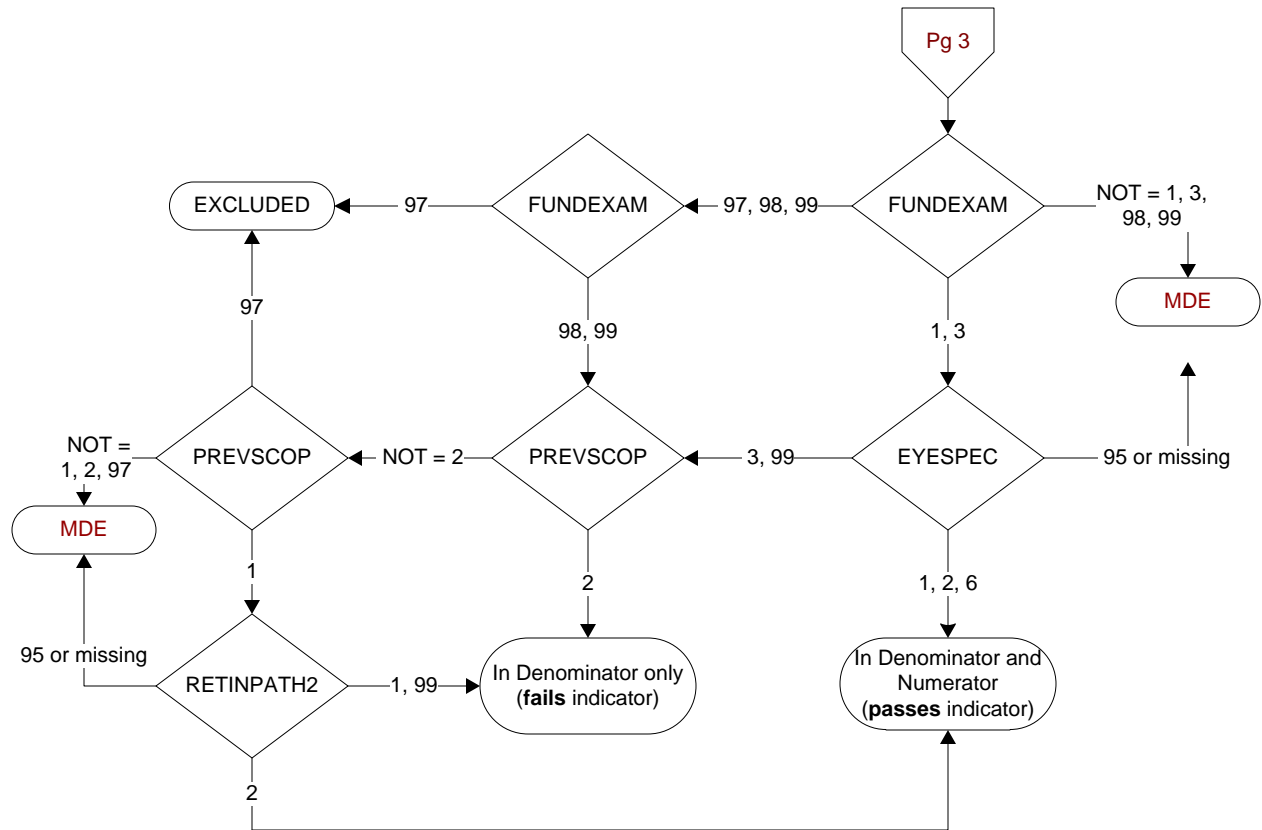 Pg 3
EXCLUDED
97
FUNDEXAM
97, 98, 99
FUNDEXAM
NOT = 1, 3,
98, 99
MDE
97
98, 99
1, 3
NOT =
1, 2, 97
PREVSCOP
NOT = 2
PREVSCOP
3, 99
EYESPEC
95 or missing
MDE
1
2
1, 2, 6
95 or missing
RETINPATH2
1, 99
In Denominator only
(fails indicator)
In Denominator and
Numerator
(passes indicator)
2